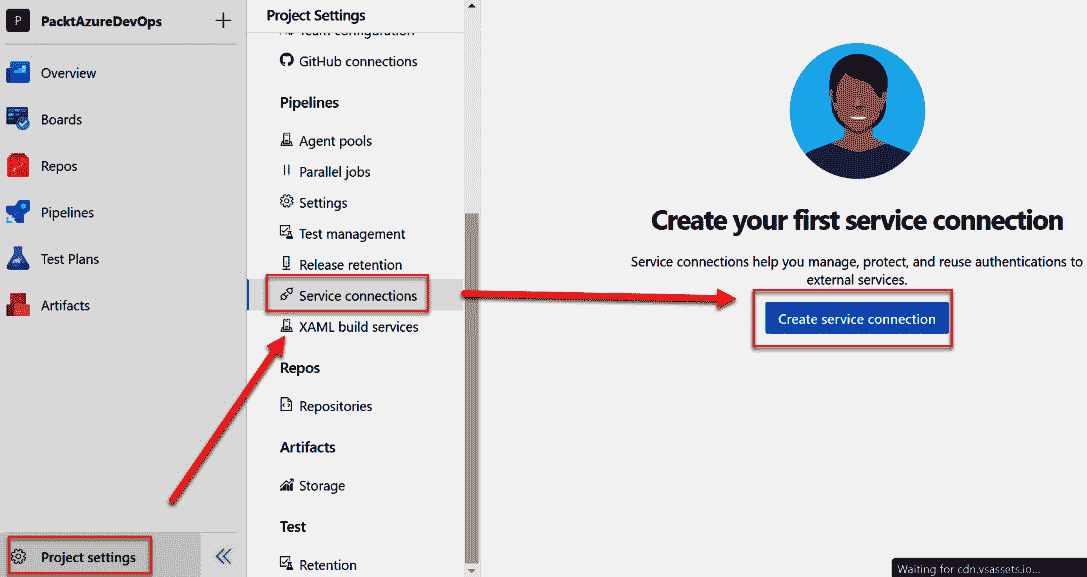 P PacktAzureDevOps +
Overview
Boards
Repos
Pipelines
Test Plans
Artifacts
Project settings
Project Settings
Team configuration
GitHub connections
Pipelines
Agent pools
Parallel jobs
Settings
Test management
Release retention
Service connections
XAML build services
Repos
Repositories
Artifacts
Storage
Test
Retention
Create your first service connection
Service connections help you manage, protect, and reuse authentications to
external services.
Create service connection
Waiting for cdn.vsassets.io...